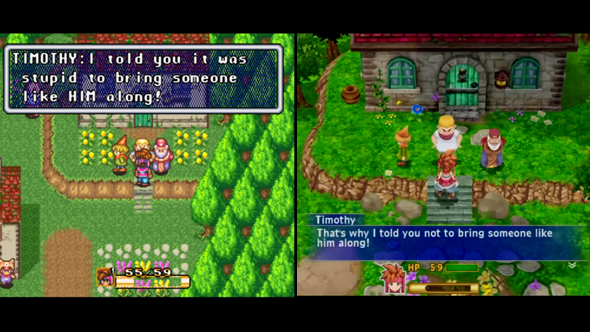 TIMOTHY:I told you it was
stupid to bring someone
like HIM along!
55/59
Timothy
That's why I told you not to bring someone like
him along!
HP 59